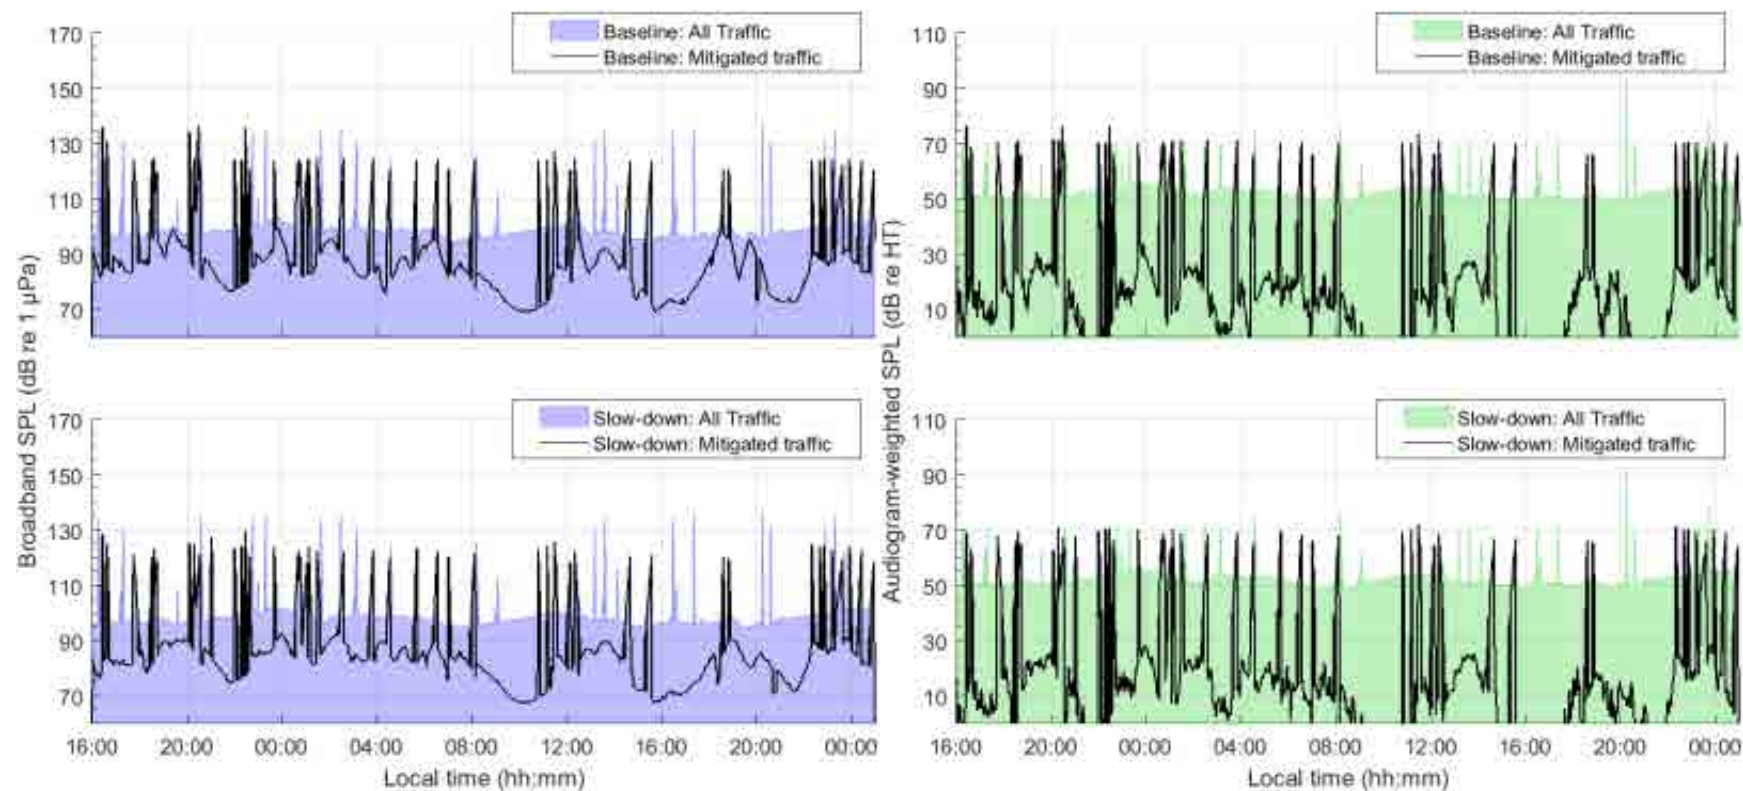 Broadband SPL (dB re 1 µPa)
170
150
130
110
90
70
Baseline: All Traffic
Baseline: Mitigated traffic
170
150
130
110
90
70
Slow-down: All Traffic
Slow-down: Mitigated traffic
16:00 20:00 00:00 04:00 08:00 12:00 16:00 20:00 00:00
Local time (hh:mm)
Audiogram-weighted SPL (dB re HT)
110
90
70
50
30
10
Baseline: All Traffic
Baseline: Mitigated traffic
110
90
70
50
30
10
Slow-down: All Traffic
Slow-down: Mitigated traffic
16:00 20:00 00:00 04:00 08:00 12:00 16:00 20:00 00:00
Local time (hh:mm)